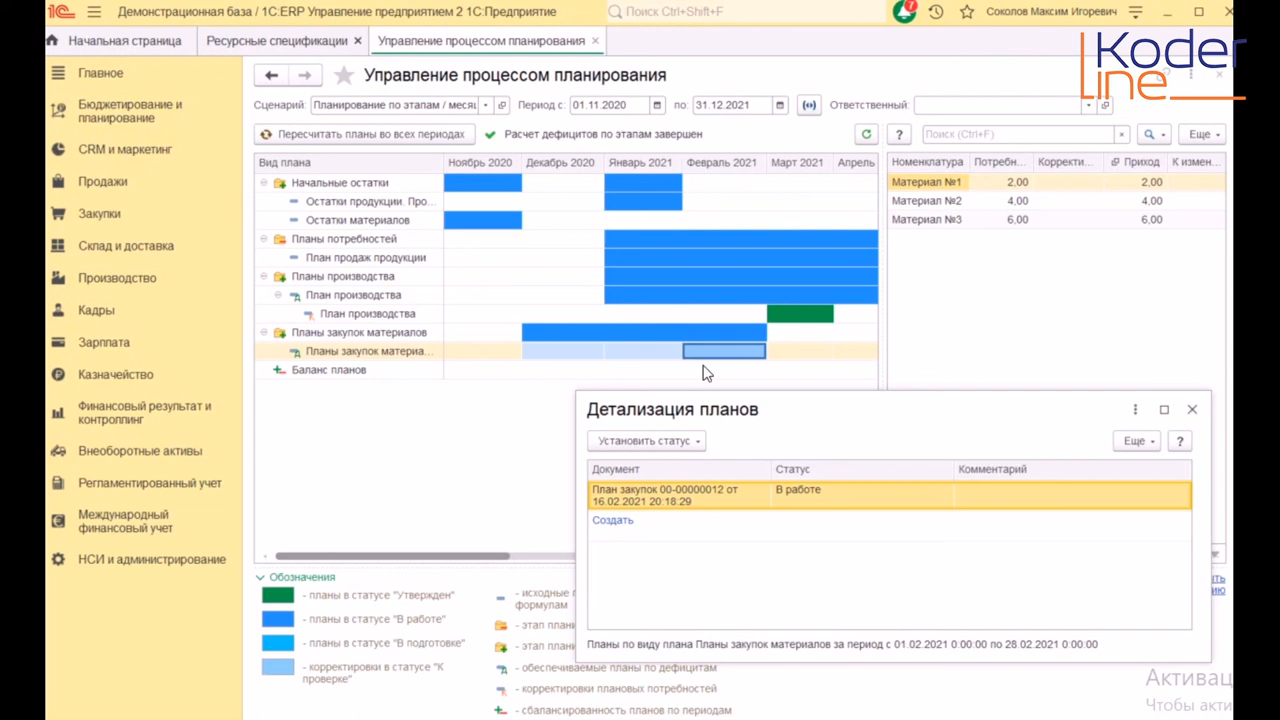 Демонстрационная база / 1C:ERP Управление предприятием 2 1С:Предприятие
Поиск Ctrl+Shift+F
7
Соколов Максим Игоревич
Начальная страница
Ресурсные спецификации ×
Управление процессом планирования ×
Koder
Line
Главное
Бюджетирование и
планирование
CRM и маркетинг
Продажи
Закупки
Склад и доставка
Производство
Кадры
Зарплата
Казначейство
Финансовый результат и
контроллинг
Внеоборотные активы
Регламентированный учет
Международный
финансовый учет
НСИ и администрирование
Управление процессом планирования
Сценарий: Планирование по этапам / месяц Период с: 01.11.2020 по: 31.12.2021 Ответственный:
Пересчитать планы во всех периодах
Расчет дефицитов по этапам завершен
? Поиск (Ctrl+F) × Еще
Вид плана Ноябрь 2020 Декабрь 2020 Январь 2021 Февраль 2021 Март 2021 Апрель
Начальные остатки
Остатки продукции. Про...
Остатки материалов
Планы потребностей
План продаж продукции
Планы производства
План производства
План производства
Планы закупок материалов
Планы закупок материа...
Баланс планов
Номенклатура Потребн... Корректи... Приход К измен...
Материал №1 2,00 2,00
Материал №2 4,00 4,00
Материал №3 6,00 6,00
Детализация планов
Установить статус
Еще ?
Документ Статус Комментарий
План закупок 00-00000012 от В работе
16.02.2021 20:18:29
Создать
Планы по виду плана Планы закупок материалов за период с 01.02.2021 0:00:00 по 28.02.2021 0:00:00
Обозначения
- планы в статусе "Утвержден"
- планы в статусе "В работе"
- планы в статусе "В подготовке"
- корректировки в статусе "К
проверке"
- исходные
формулам
- этап
- этап
- обеспечиваемые планы по дефицитам
- корректировки плановых потребностей
- сбалансированность планов по периодам
Активац
Чтобы акти